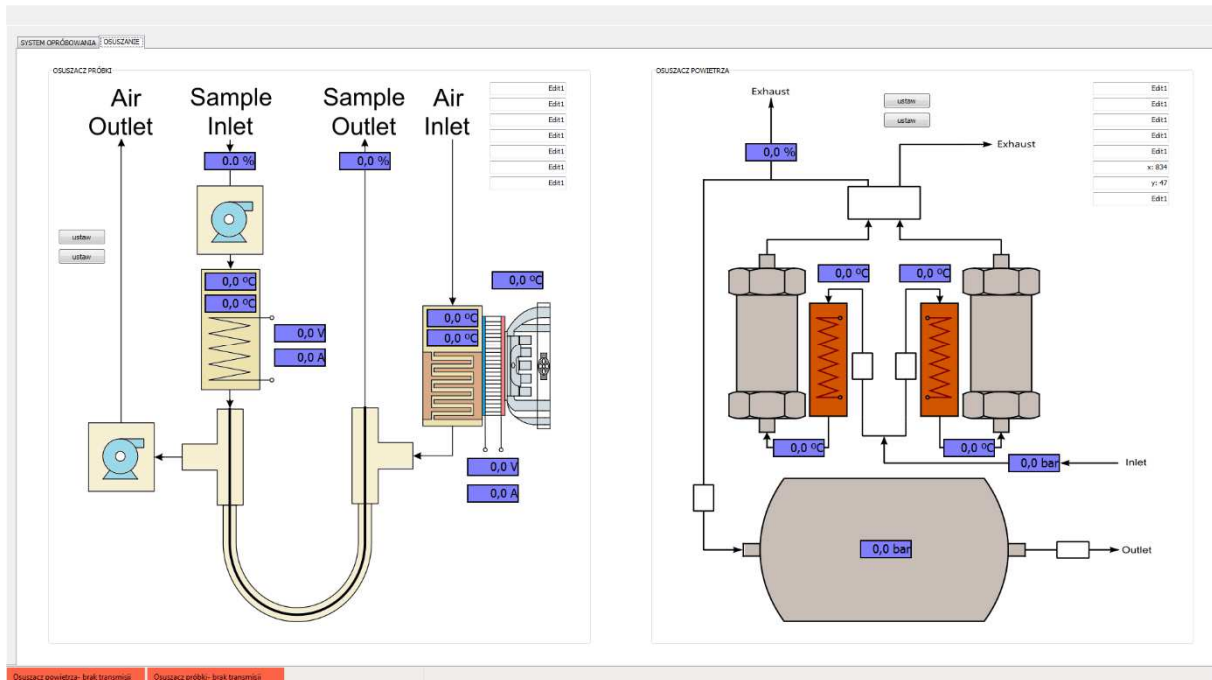 SYSTEM OPRÓBOWANIA
OSUSZANIE
OSUSZACZ PRÓBKI
Air
Outlet
Sample
Inlet
Sample
Outlet
Air
Inlet
Edit1
Edit1
Edit1
Edit1
Edit1
Edit1
Edit1
0.0 %
0,0 %
ustaw
ustaw
0,0 ºC
0,0 ºC
0,0 V
0,0 A
0,0 ºC
0,0 ºC
0,0 ºC
0,0 V
0,0 A
OSUSZACZ POWIETRZA
Exhaust
ustaw
ustaw
Edit1
Edit1
Edit1
Edit1
Edit1
x: 834
y: 47
Edit1
0,0 %
Exhaust
0,0 ºC
0,0 ºC
0,0 ºC
0,0 ºC
0,0 bar
Inlet
0,0 bar
Outlet
Osuszacz powietrza- brak transmisji
Osuszacz próbki- brak transmisji